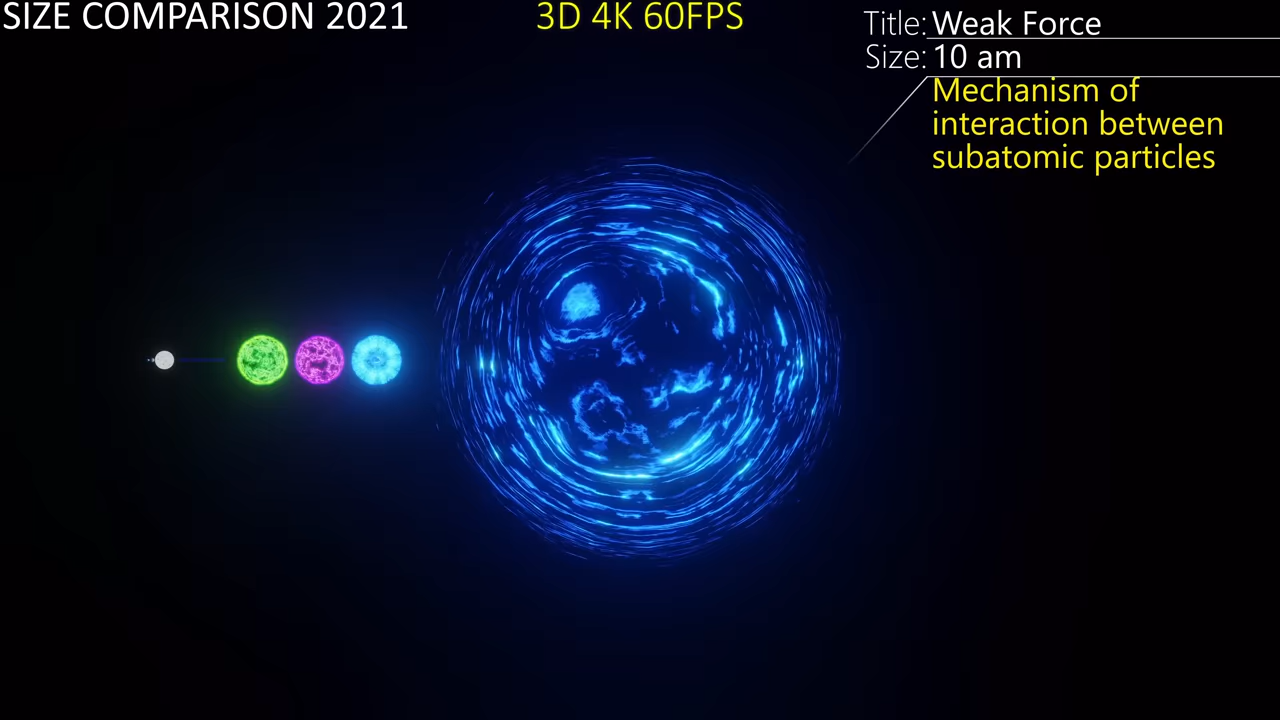 SIZE COMPARISON 2021
3D 4K 60FPS
Title: Weak Force
Size: 10 am
Mechanism of
interaction between
subatomic particles